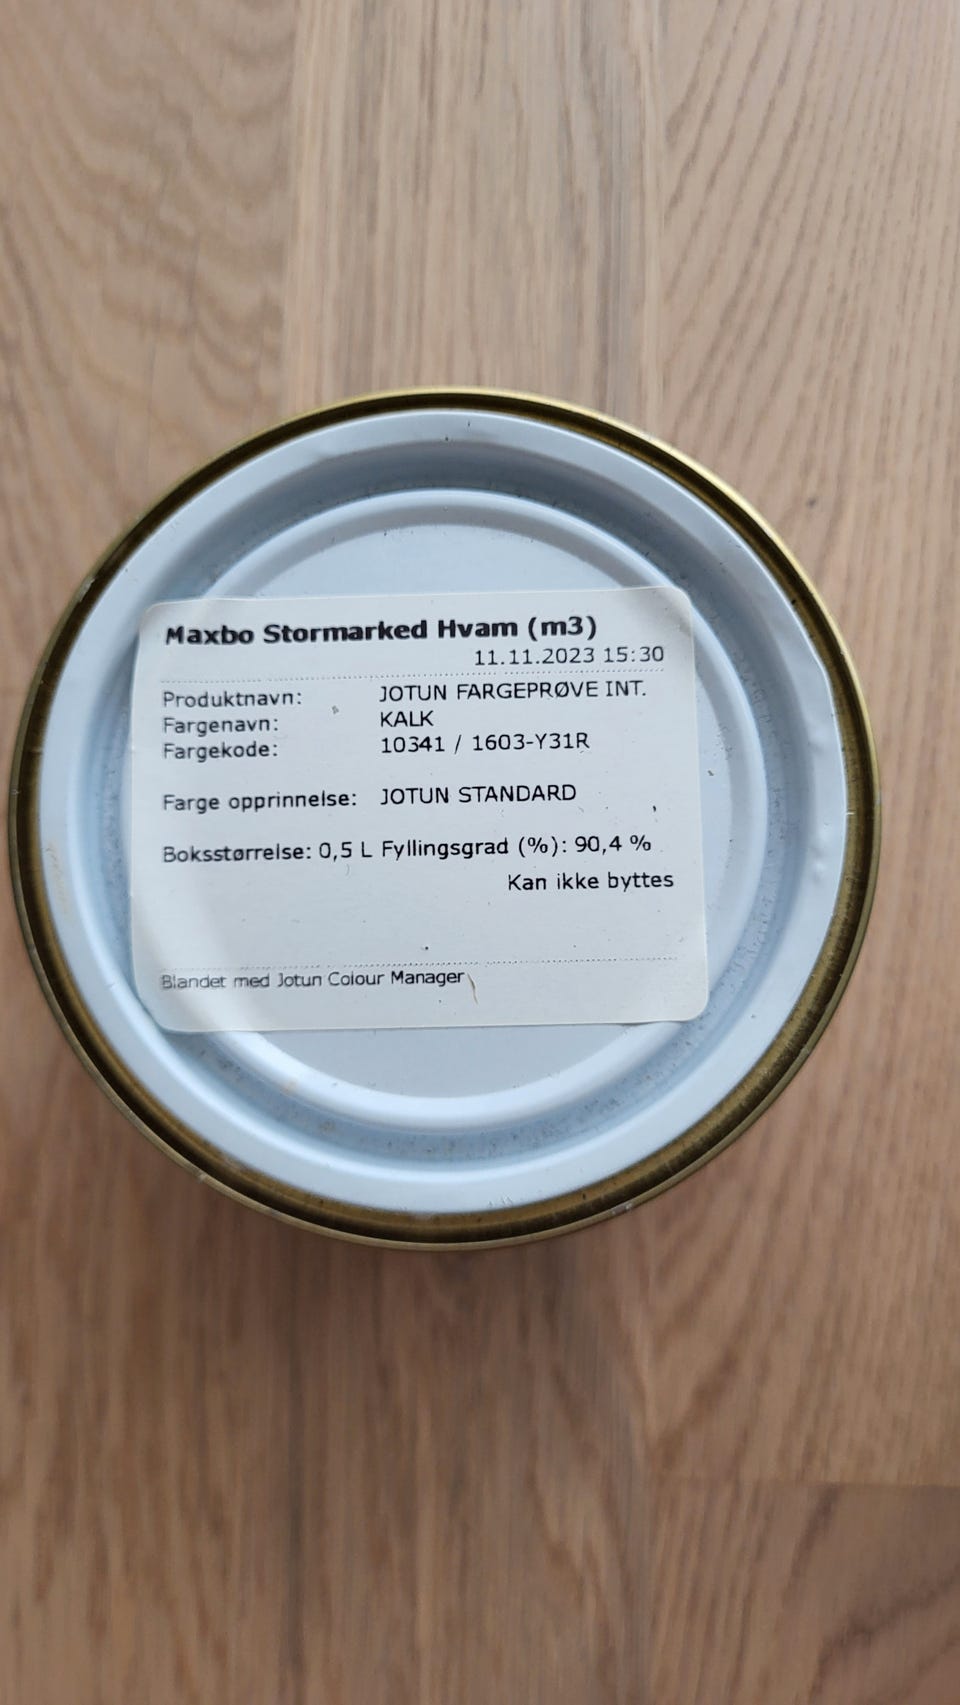 Maxbo Stormarked Hvam (m3)
11.11.2023 15:30
Produktnavn: JOTUN FARGEPRØVE INT.
Fargenavn: KALK
Fargekode: 10341 / 1603-Y31R
Farge opprinnelse: JOTUN STANDARD
Boksstørrelse: 0,5 L Fyllingsgrad (%): 90,4 %
Kan ikke byttes
Blandet med Jotun Colour Manager